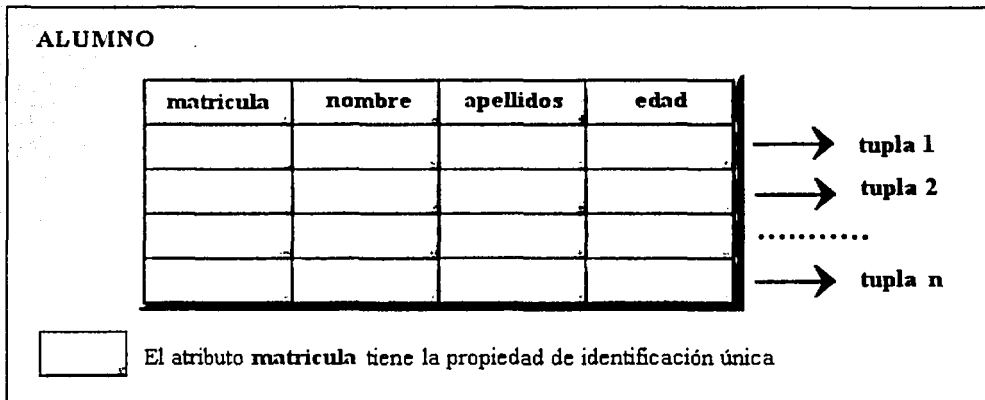 ALUMNO
matricula nombre apellidos edad
tupla 1
tupla 2
...........
tupla n
El atributo matricula tiene la propiedad de identificación única